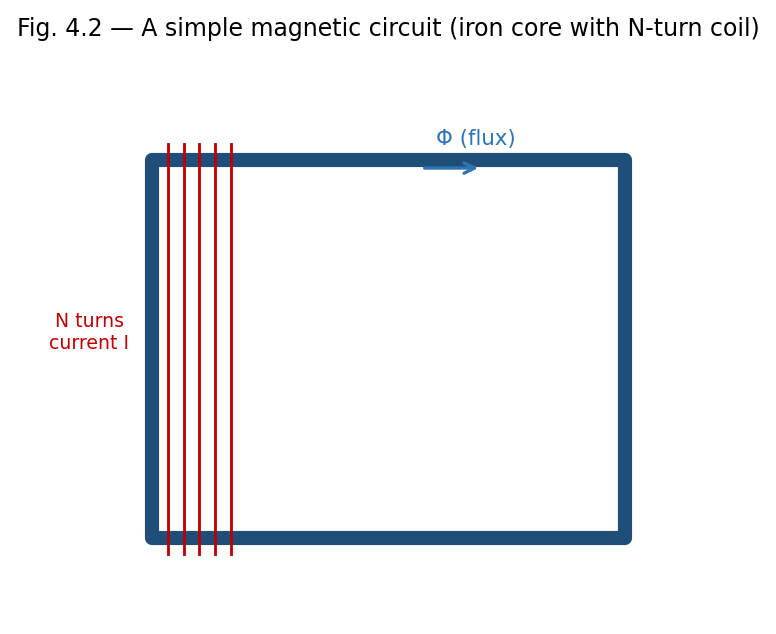 Fig. 4.2 — A simple magnetic circuit (iron core with N-turn coil)
Φ (flux)
N turns
current I